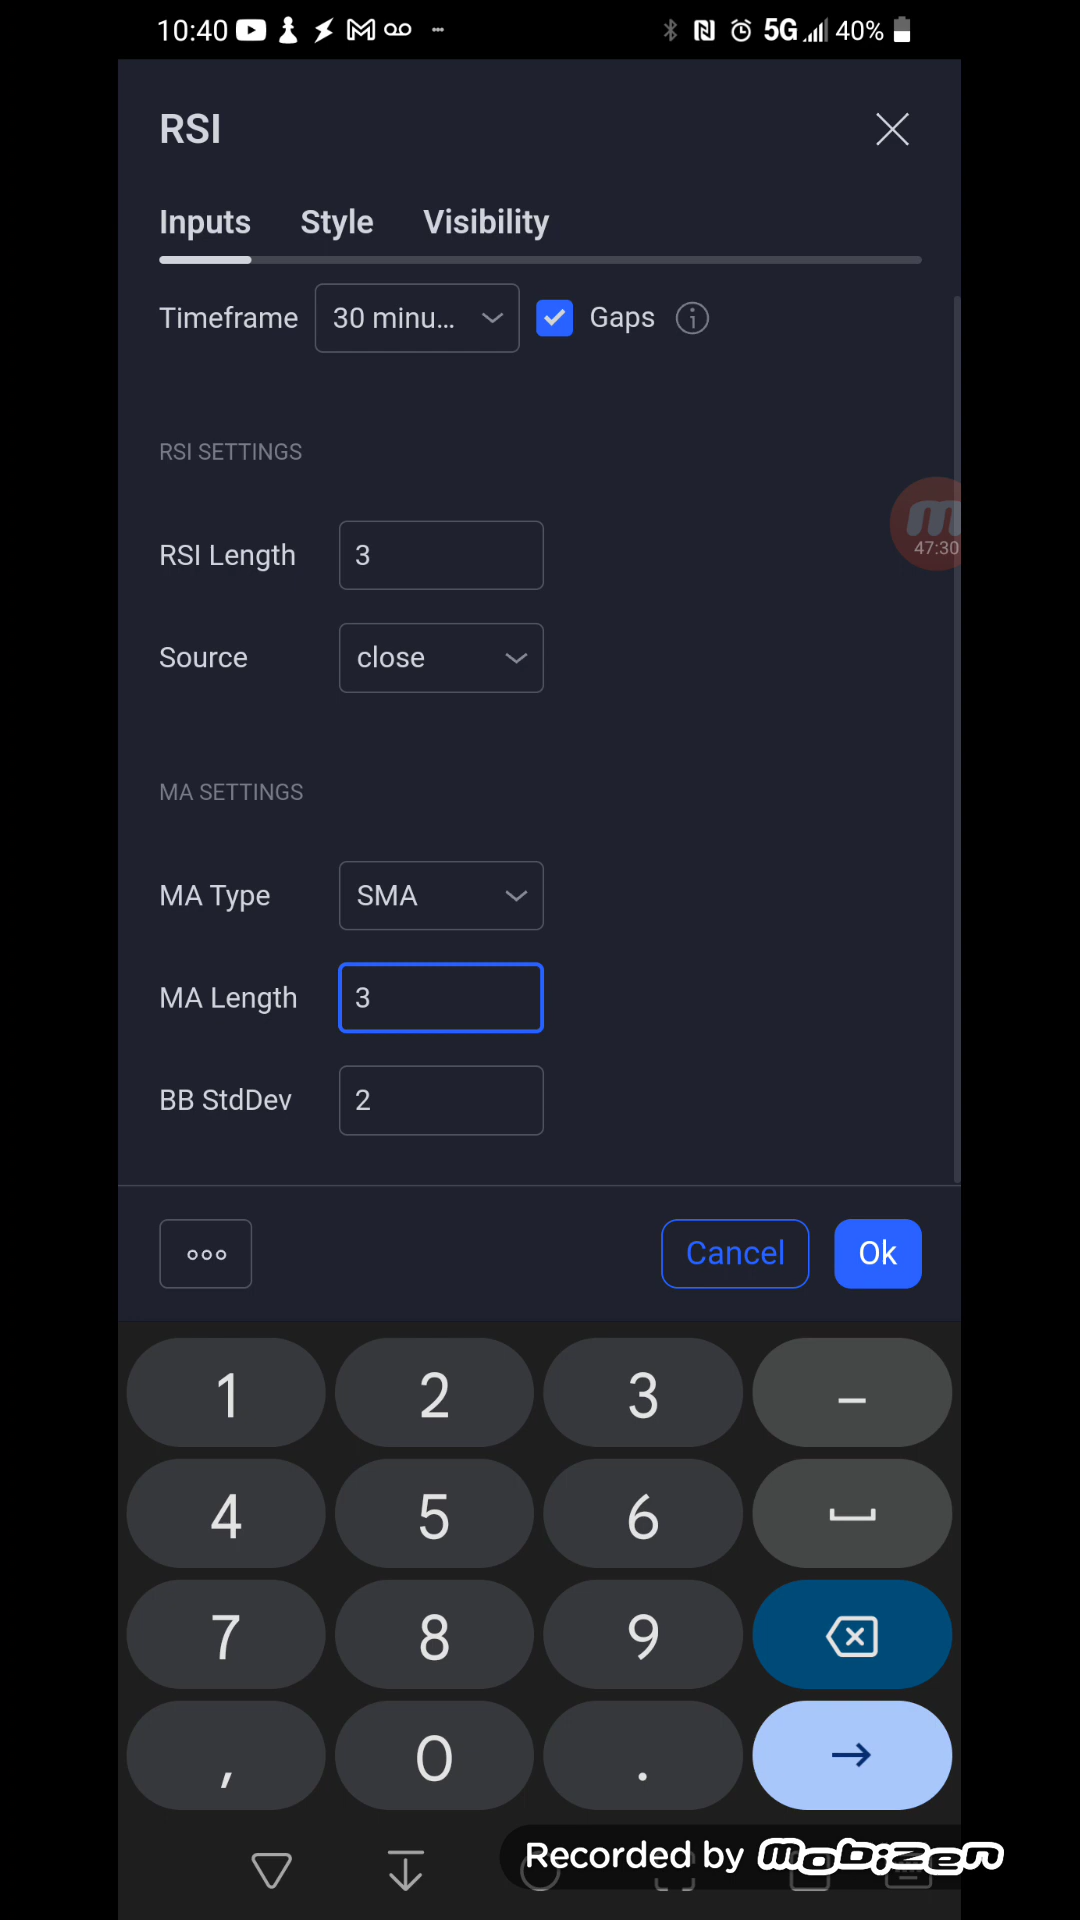 10:40 5G 40%
RSI
Inputs Style Visibility
Timeframe 30 minu... Gaps
RSI SETTINGS
RSI Length 3
47:30
Source close
MA SETTINGS
MA Type SMA
MA Length 3
BB StdDev 2
Cancel Ok
1 2 3 –
4 5 6
7 8 9
, 0 .
Recorded by mobizen